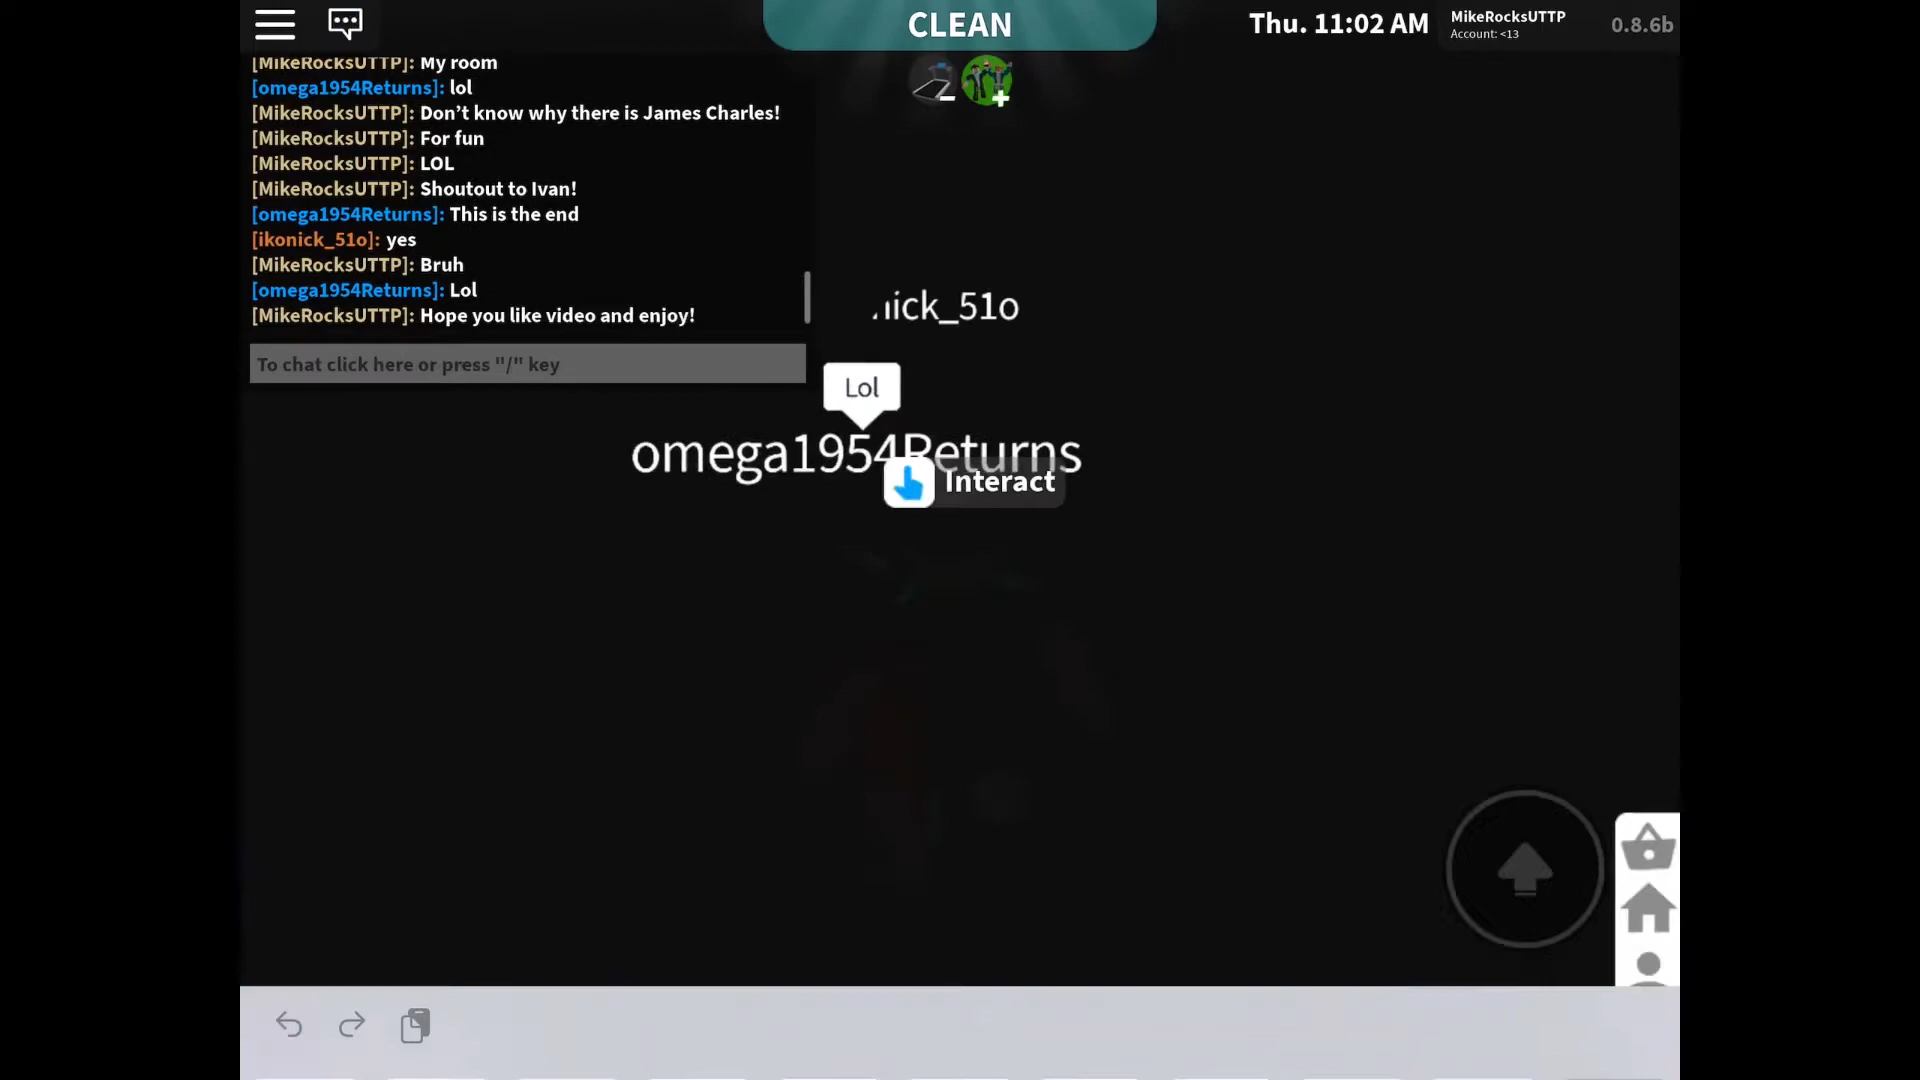 CLEAN
Thu. 11:02 AM
MikeRocksUTTP
Account: <13
0.8.6b
[MikeRocksUTTP]: My room
[omega1954Returns]: lol
[MikeRocksUTTP]: Don’t know why there is James Charles!
[MikeRocksUTTP]: For fun
[MikeRocksUTTP]: LOL
[MikeRocksUTTP]: Shoutout to Ivan!
[omega1954Returns]: This is the end
[ikonick_51o]: yes
[MikeRocksUTTP]: Bruh
[omega1954Returns]: Lol
[MikeRocksUTTP]: Hope you like video and enjoy!
To chat click here or press "/" key
nick_51o
Lol
omega1954Returns
Interact